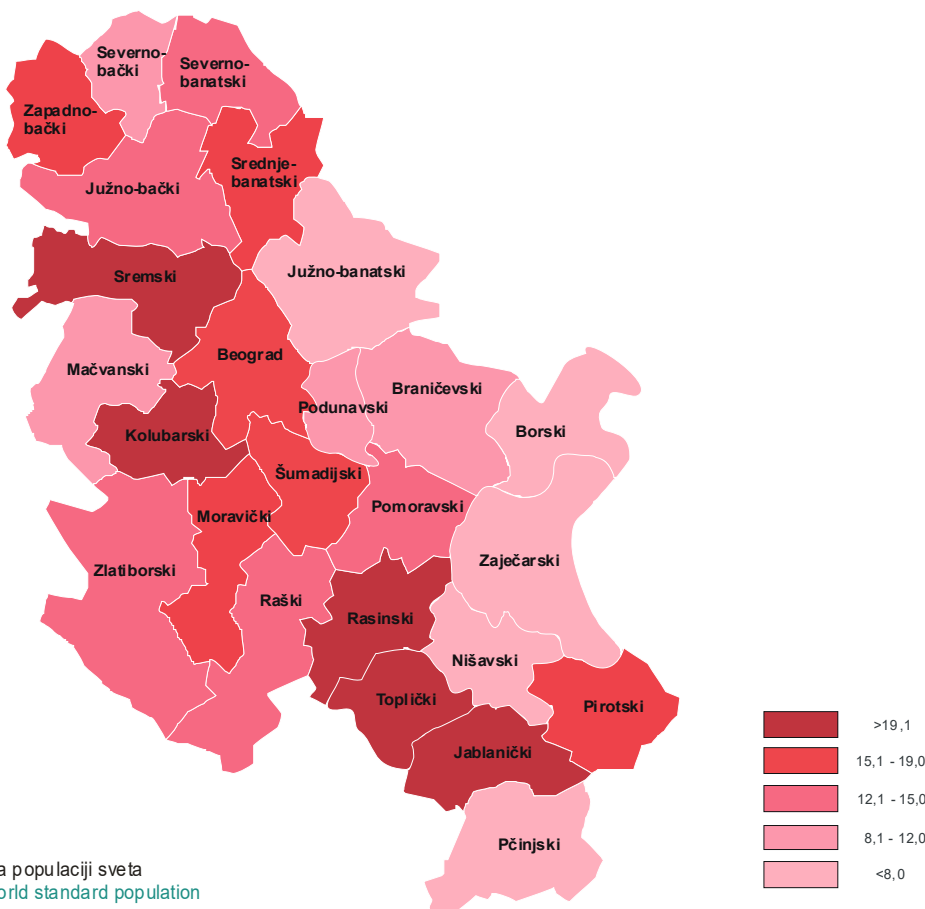 Severno-
bački
Severno-
banatski
Zapadno-
bački
Srednje-
banatski
Južno-bački
Sremski
Južno-banatski
Beograd
Mačvanski
Braničevski
Podunavski
Borski
Kolubarski
Šumadijski
Pomoravski
Moravički
Zaječarski
Zlatiborski
Raški
Rasinski
Nišavski
Toplički
Pirotski
Jablanički
Pčinjski
>19,1
15,1 - 19,0
12,1 - 15,0
8,1 - 12,0
<8,0
a populaciji sveta
orld standard population